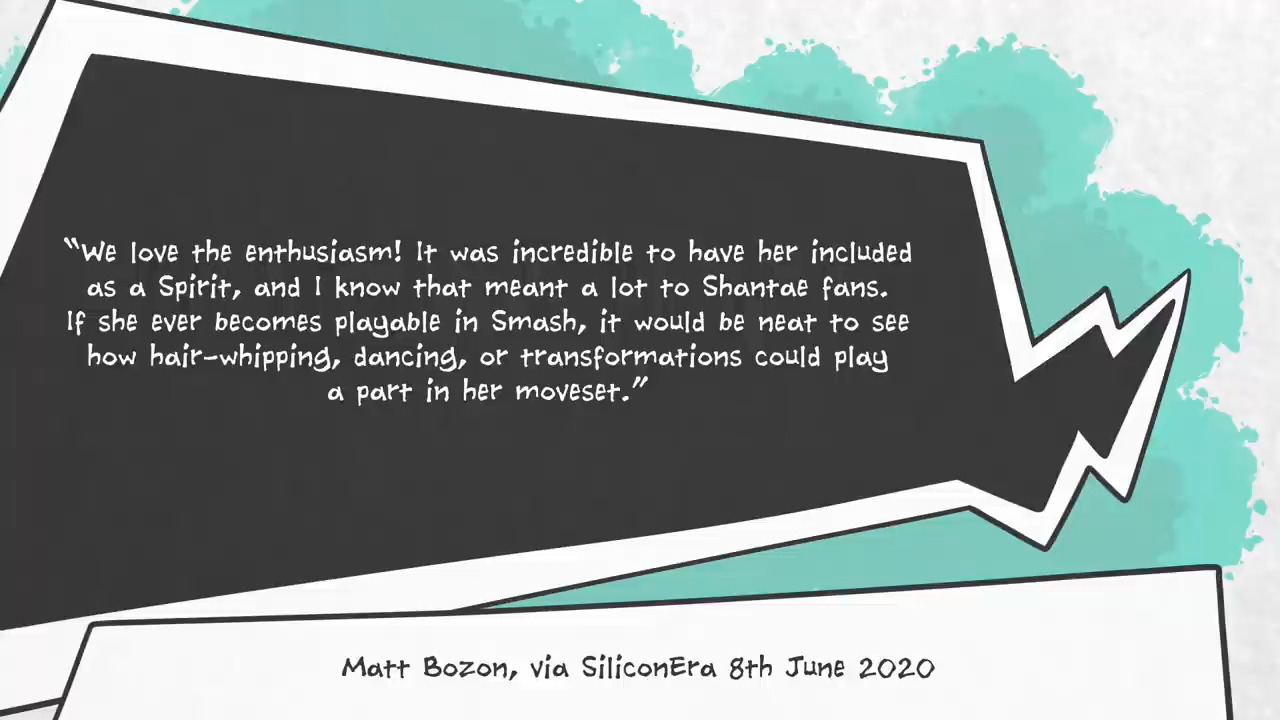 “We love the enthusiasm! It was incredible to have her included
as a Spirit, and I know that meant a lot to Shantae fans.
If she ever becomes playable in Smash, it would be neat to see
how hair-whipping, dancing, or transformations could play
a part in her moveset.”
Matt Bozon, via SiliconEra 8th June 2020